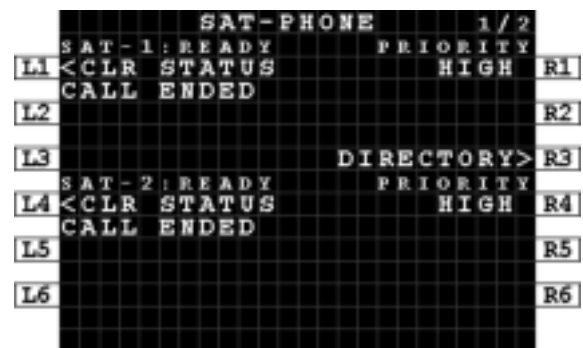 SAT-PHONE 1/2
SAT-1:READY PRIORITY
L1 <CLR STATUS HIGH R1
CALL ENDED
L2 R2
L3 DIRECTORY> R3
SAT-2:READY PRIORITY
L4 <CLR STATUS HIGH R4
CALL ENDED
L5 R5
L6 R6